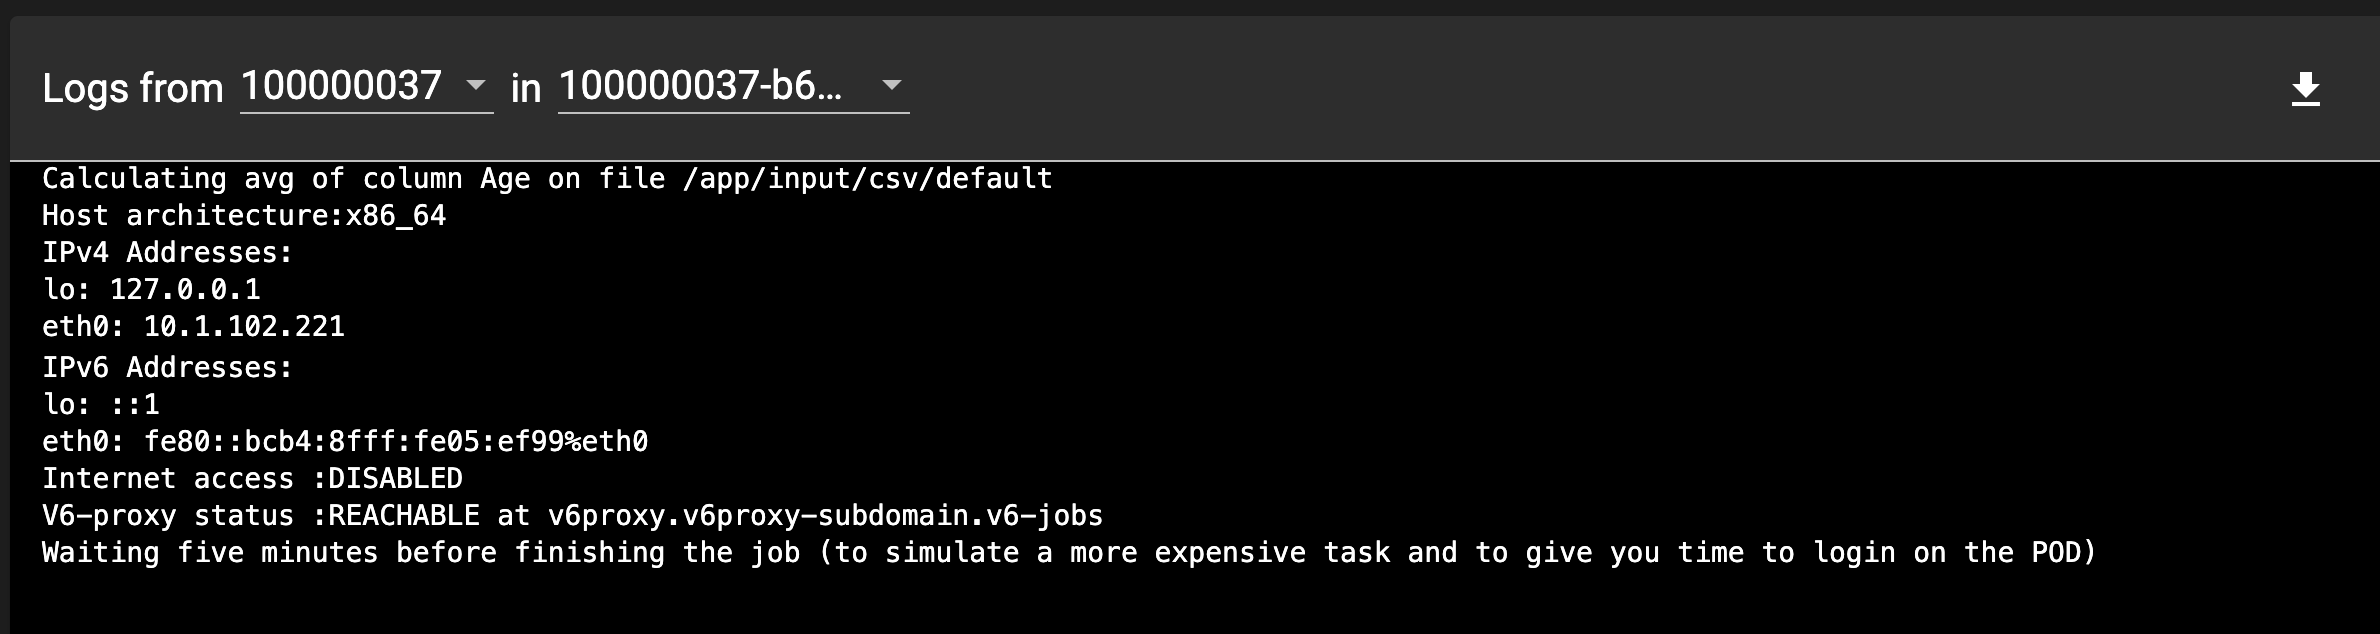 Logs from 100000037 in 100000037-b6...
Calculating avg of column Age on file /app/input/csv/default
Host architecture:x86_64
IPv4 Addresses:
lo: 127.0.0.1
eth0: 10.1.102.221
IPv6 Addresses:
lo: ::1
eth0: fe80::bcb4:8fff:fe05:ef99%eth0
Internet access :DISABLED
V6-proxy status :REACHABLE at v6proxy.v6proxy-subdomain.v6-jobs
Waiting five minutes before finishing the job (to simulate a more expensive task and to give you time to login on the POD)